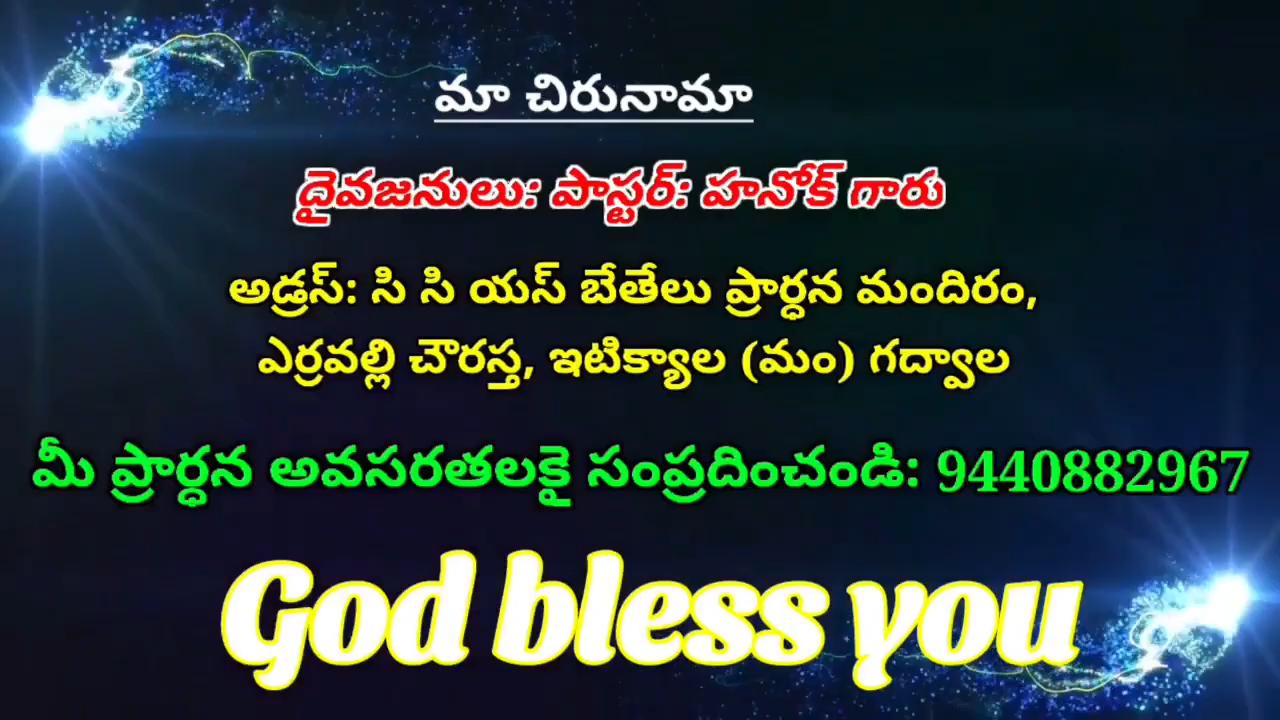 మా చిరునామా
దైవజనులు: పాస్టర్: హనోక్ గారు
అడ్రస్: సి సి యస్ బేతేలు ప్రార్ధన మందిరం,
ఎర్రవల్లి చౌరస్త, ఇటిక్యాల (మం) గద్వాల
మీ ప్రార్ధన అవసరతలకై సంప్రదించండి: 9440882967
God bless you